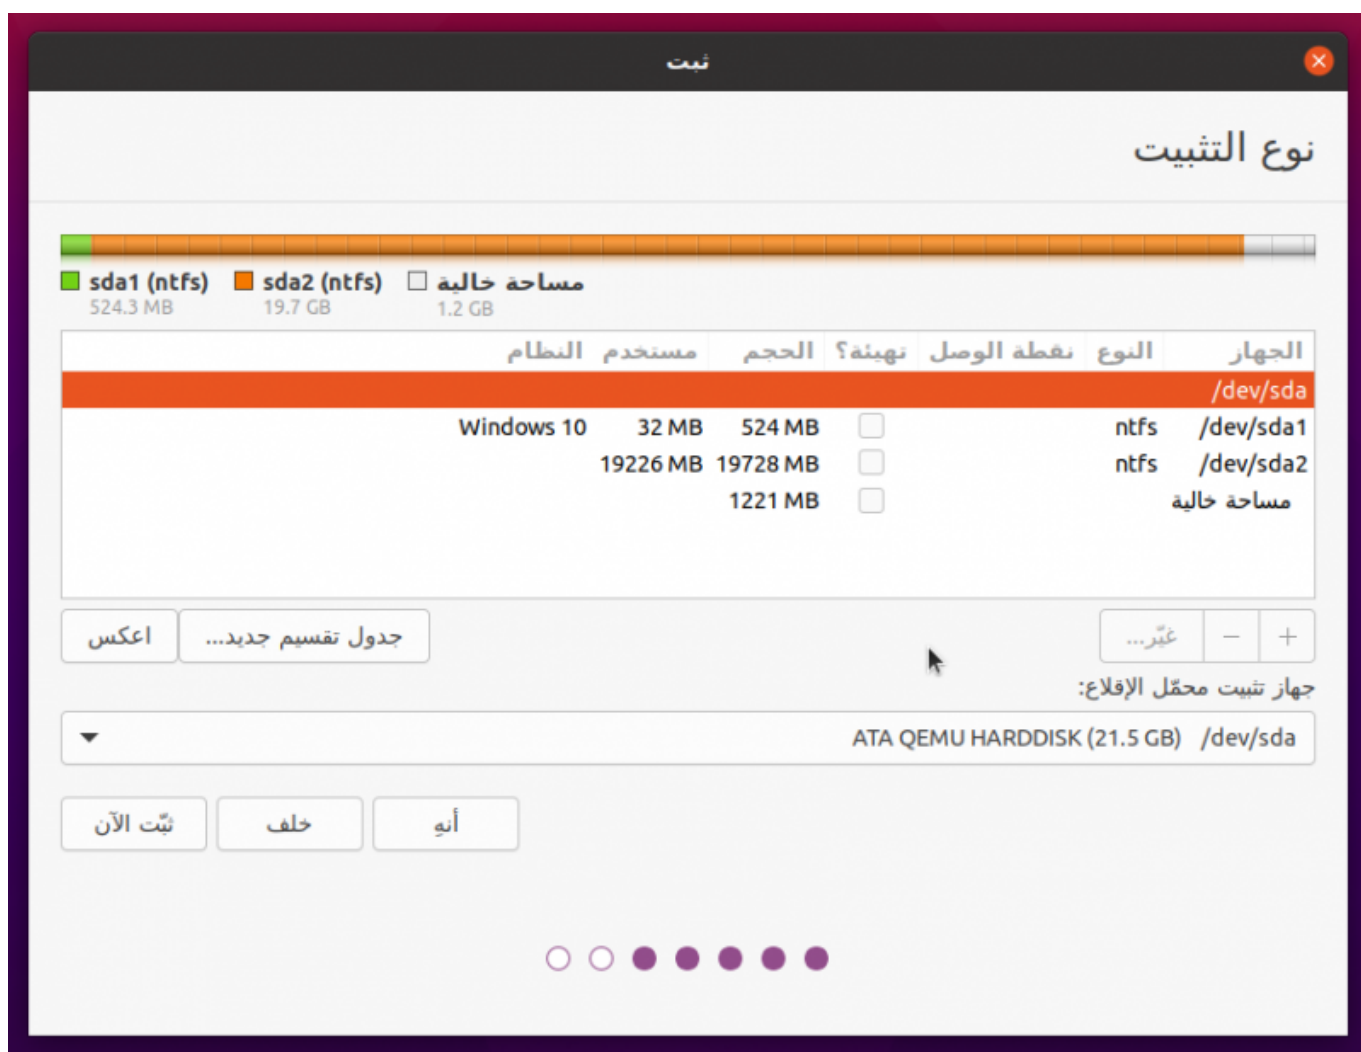 ثبت
نوع التثبيت
sda1 (ntfs) sda2 (ntfs) مساحة خالية
524.3 MB 19.7 GB 1.2 GB
الجهاز النوع نقطة الوصل تهيئة؟ الحجم مستخدم النظام
/dev/sda
/dev/sda1 ntfs 524 MB 32 MB Windows 10
/dev/sda2 ntfs 19728 MB 19226 MB
مساحة خالية 1221 MB
+ − غيّر... جدول تقسيم جديد... اعكس
جهاز تثبيت محمّل الإقلاع:
/dev/sda ATA QEMU HARDDISK (21.5 GB)
أنهِ خلف ثبّت الآن